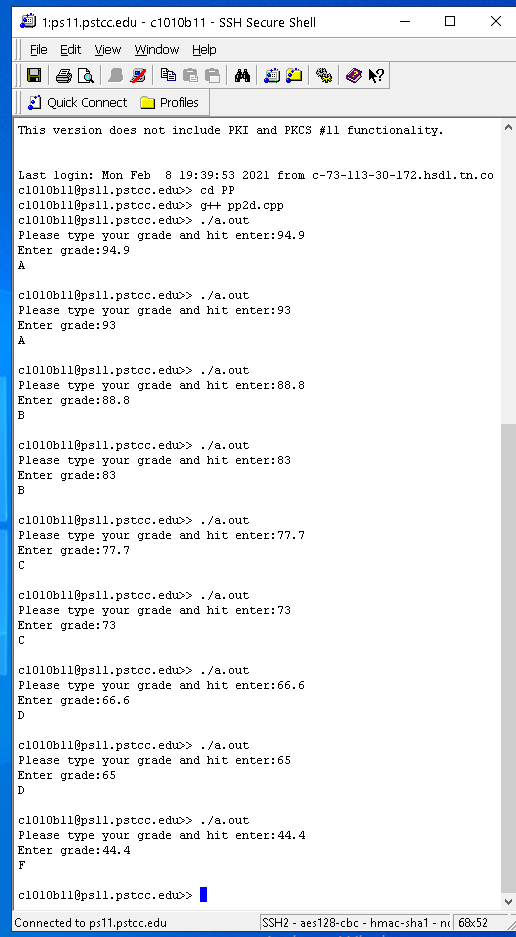 1:ps11.pstcc.edu - c1010b11 - SSH Secure Shell
File Edit View Window Help
Quick Connect Profiles
This version does not include PKI and PKCS #11 functionality.
Last login: Mon Feb  8 19:39:53 2021 from c-73-113-30-172.hsd1.tn.co
c1010b11@ps11.pstcc.edu>> cd PP
c1010b11@ps11.pstcc.edu>> g++ pp2d.cpp
c1010b11@ps11.pstcc.edu>> ./a.out
Please type your grade and hit enter:94.9
Enter grade:94.9
A
c1010b11@ps11.pstcc.edu>> ./a.out
Please type your grade and hit enter:93
Enter grade:93
A
c1010b11@ps11.pstcc.edu>> ./a.out
Please type your grade and hit enter:88.8
Enter grade:88.8
B
c1010b11@ps11.pstcc.edu>> ./a.out
Please type your grade and hit enter:83
Enter grade:83
B
c1010b11@ps11.pstcc.edu>> ./a.out
Please type your grade and hit enter:77.7
Enter grade:77.7
C
c1010b11@ps11.pstcc.edu>> ./a.out
Please type your grade and hit enter:73
Enter grade:73
C
c1010b11@ps11.pstcc.edu>> ./a.out
Please type your grade and hit enter:66.6
Enter grade:66.6
D
c1010b11@ps11.pstcc.edu>> ./a.out
Please type your grade and hit enter:65
Enter grade:65
D
c1010b11@ps11.pstcc.edu>> ./a.out
Please type your grade and hit enter:44.4
Enter grade:44.4
F
c1010b11@ps11.pstcc.edu>>
Connected to ps11.pstcc.edu SSH2 - aes128-cbc - hmac-sha1 - 68x52